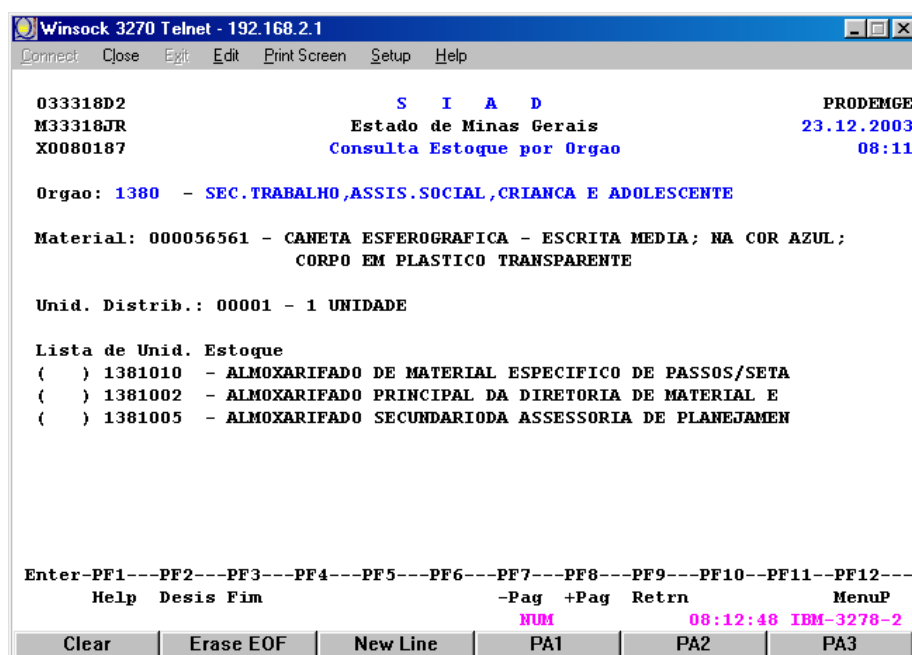 Winsock 3270 Telnet - 192.168.2.1
Connect Close Exit Edit Print Screen Setup Help
033318D2 S I A D PRODEMGE
M33318JR Estado de Minas Gerais 23.12.2003
X0080187 Consulta Estoque por Orgao 08:11
Orgao: 1380 - SEC.TRABALHO,ASSIS.SOCIAL,CRIANCA E ADOLESCENTE
Material: 000056561 - CANETA ESFEROGRAFICA - ESCRITA MEDIA; NA COR AZUL;
CORPO EM PLASTICO TRANSPARENTE
Unid. Distrib.: 00001 - 1 UNIDADE
Lista de Unid. Estoque
( ) 1381010 - ALMOXARIFADO DE MATERIAL ESPECIFICO DE PASSOS/SETA
( ) 1381002 - ALMOXARIFADO PRINCIPAL DA DIRETORIA DE MATERIAL E
( ) 1381005 - ALMOXARIFADO SECUNDARIODA ASSESSORIA DE PLANEJAMEN
Enter-PF1---PF2---PF3---PF4---PF5---PF6---PF7---PF8---PF9---PF10--PF11--PF12---
Help Desis Fim -Pag +Pag Retrn MenuP
NUM 08:12:48 IBM-3278-2
Clear Erase EOF New Line PA1 PA2 PA3